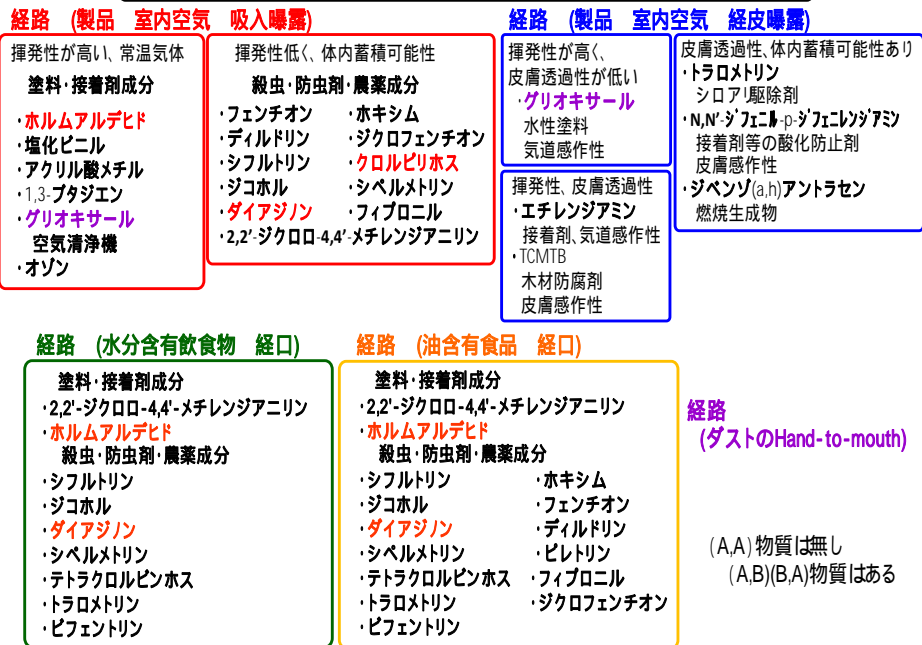 経路　(製品　室内空気　吸入曝露)
揮発性が高い、常温気体
塗料・接着剤成分
・ホルムアルデヒド
・塩化ビニル
・アクリル酸メチル
・1,3-ブタジエン
・グリオキサール
空気清浄機
・オゾン
揮発性低く、体内蓄積可能性
殺虫・防虫剤・農薬成分
・フェンチオン　・ホキシム
・ディルドリン　・ジクロフェンチオン
・シフルトリン　・クロルピリホス
・ジコホル　・シペルメトリン
・ダイアジノン　・フィプロニル
・2,2'-ジクロロ-4,4'-メチレンジアニリン
経路　(製品　室内空気　経皮曝露)
揮発性が高く、
皮膚透過性が低い
・グリオキサール
水性塗料
気道感作性
揮発性、皮膚透過性
・エチレンジアミン
接着剤、気道感作性
・TCMTB
木材防腐剤
皮膚感作性
皮膚透過性、体内蓄積可能性あり
・トラロメトリン
シロアリ駆除剤
・N,N'-ジフェニル-p-ジフェニレンジアミン
接着剤等の酸化防止剤
皮膚感作性
・ジベンゾ(a,h)アントラセン
燃焼生成物
経路　(水分含有飲食物　経口)
塗料・接着剤成分
・2,2'-ジクロロ-4,4'-メチレンジアニリン
・ホルムアルデヒド
殺虫・防虫剤・農薬成分
・シフルトリン
・ジコホル
・ダイアジノン
・シペルメトリン
・テトラクロルビンホス
・トラロメトリン
・ビフェントリン
経路　(油含有食品　経口)
塗料・接着剤成分
・2,2'-ジクロロ-4,4'-メチレンジアニリン
・ホルムアルデヒド
殺虫・防虫剤・農薬成分
・シフルトリン　・ホキシム
・ジコホル　・フェンチオン
・ダイアジノン　・ディルドリン
・シペルメトリン　・ピレトリン
・テトラクロルビンホス　・フィプロニル
・トラロメトリン　・ジクロフェンチオン
・ビフェントリン
経路
(ダストのHand-to-mouth)
(A,A)物質は無し
(A,B)(B,A)物質はある